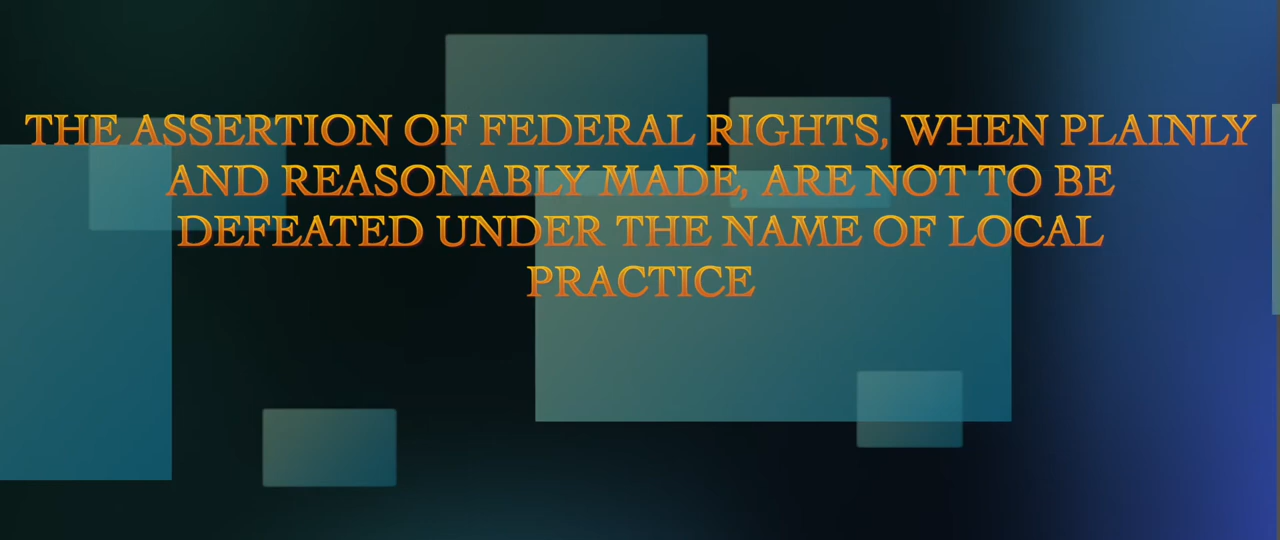 THE ASSERTION OF FEDERAL RIGHTS, WHEN PLAINLY
AND REASONABLY MADE, ARE NOT TO BE
DEFEATED UNDER THE NAME OF LOCAL
PRACTICE